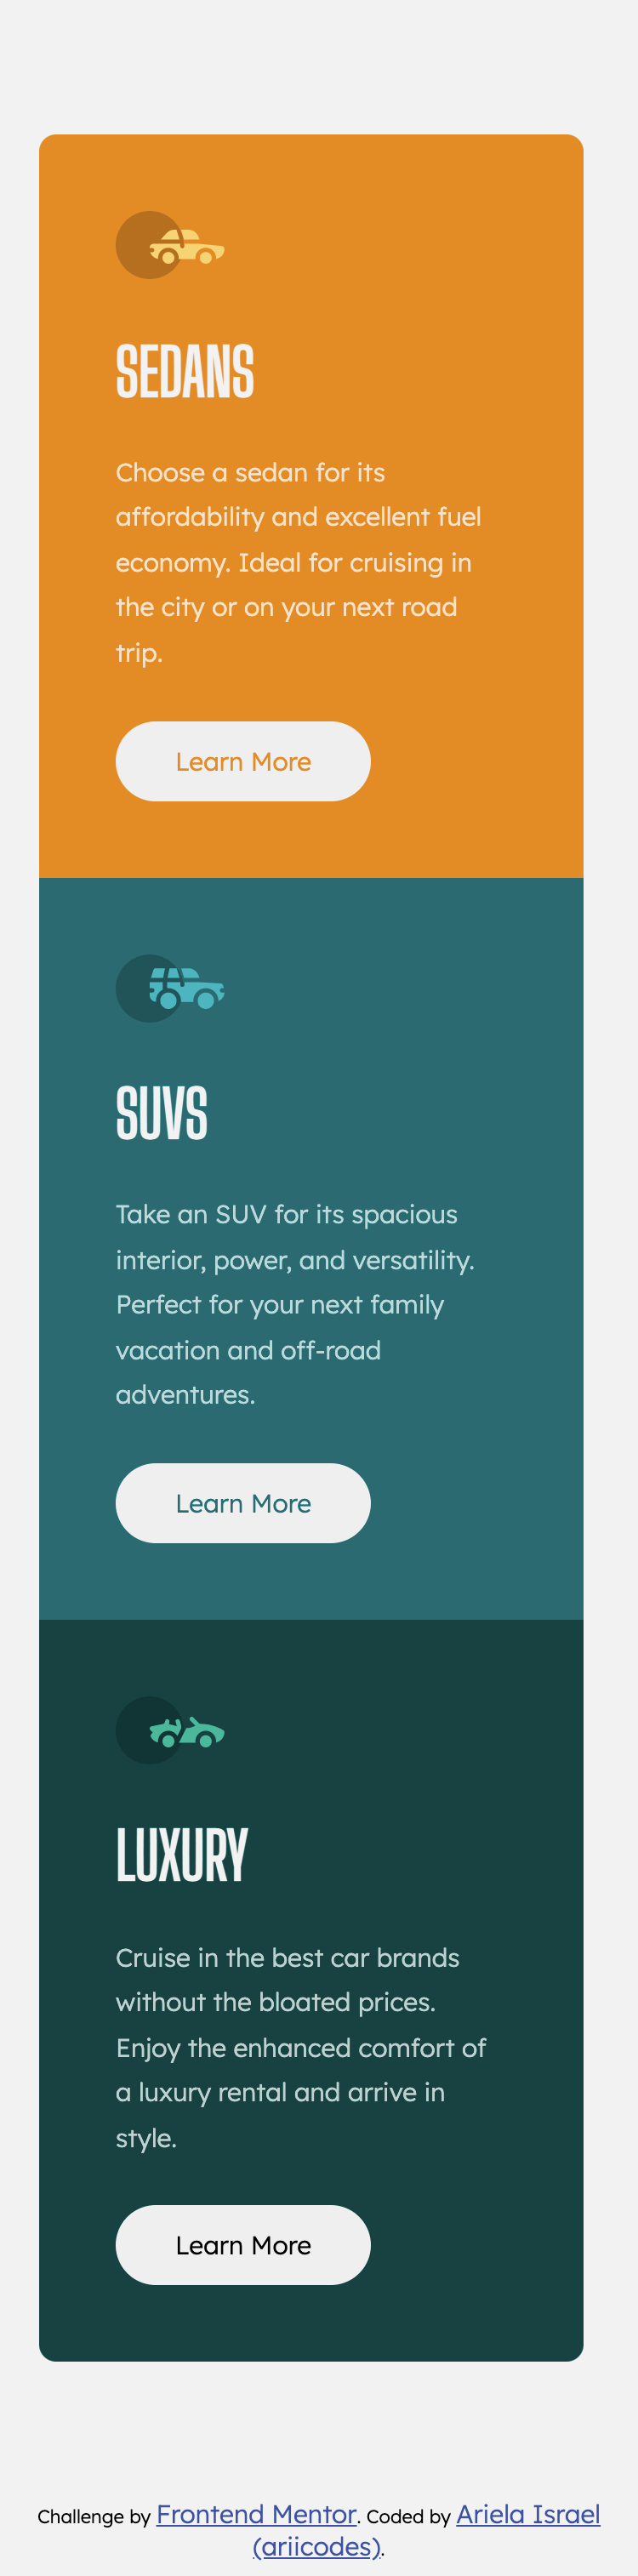 SEDANS
Choose a sedan for its
affordability and excellent fuel
economy. Ideal for cruising in
the city or on your next road
trip.
Learn More
SUVS
Take an SUV for its spacious
interior, power, and versatility.
Perfect for your next family
vacation and off-road
adventures.
Learn More
LUXURY
Cruise in the best car brands
without the bloated prices.
Enjoy the enhanced comfort of
a luxury rental and arrive in
style.
Learn More
Challenge by Frontend Mentor. Coded by Ariela Israel
(ariicodes).